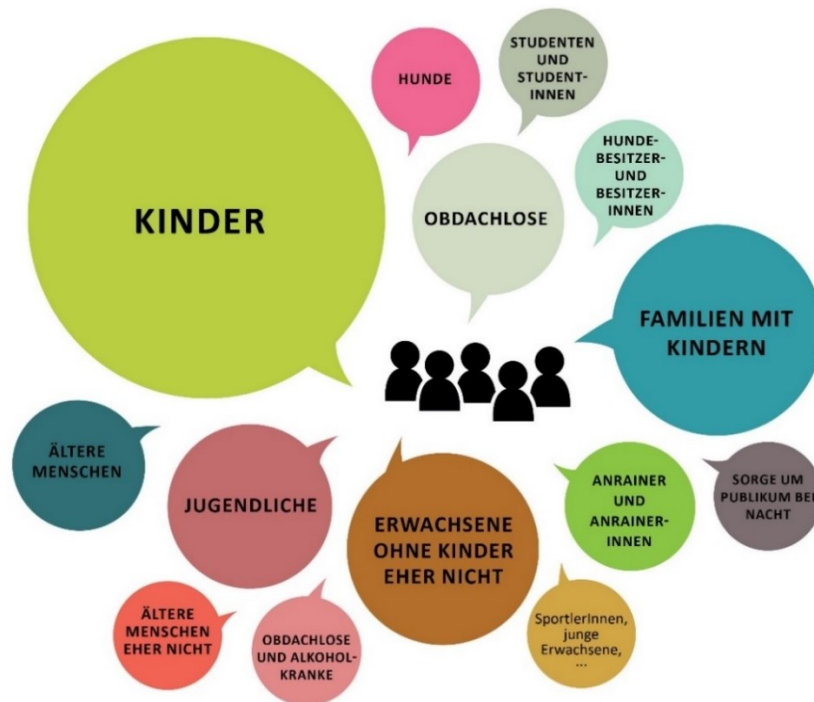 HUNDE
STUDENTEN
UND
STUDENT-
INNEN
KINDER
OBDACHLOSE
HUNDE-
BESITZER-
UND
BESITZER-
INNEN
FAMILIEN MIT
KINDERN
ÄLTERE
MENSCHEN
JUGENDLICHE
ERWACHSENE
OHNE KINDER
EHER NICHT
ANRAINER
UND
ANRAINER-
INNEN
SORGE UM
PUBLIKUM BEI
NACHT
ÄLTERE
MENSCHEN
EHER NICHT
OBDACHLOSE
UND ALKOHOL-
KRANKE
SportlerInnen,
junge
Erwachsene,
...